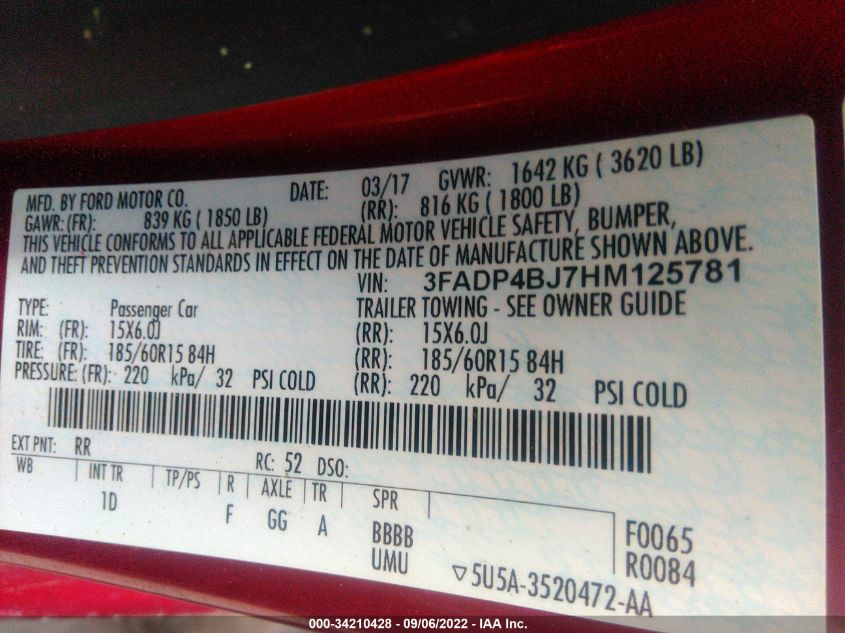 MFD. BY FORD MOTOR CO. DATE: 03/17 GVWR: 1642 KG ( 3620 LB)
GAWR: (FR): 839 KG ( 1850 LB) (RR): 816 KG ( 1800 LB)
THIS VEHICLE CONFORMS TO ALL APPLICABLE FEDERAL MOTOR VEHICLE SAFETY, BUMPER,
AND THEFT PREVENTION STANDARDS IN EFFECT ON THE DATE OF MANUFACTURE SHOWN ABOVE.
VIN: 3FADP4BJ7HM125781
TYPE: Passenger Car TRAILER TOWING - SEE OWNER GUIDE
RIM: (FR): 15X6.0J (RR): 15X6.0J
TIRE: (FR): 185/60R15 84H (RR): 185/60R15 84H
PRESSURE: (FR): 220 kPa/ 32 PSI COLD (RR): 220 kPa/ 32 PSI COLD
EXT PNT: RR RC: 52 DSO:
WB INT TR TP/PS R AXLE TR SPR
1D F GG A BBBB F0065
UMU R0084
▽5U5A-3520472-AA
000-34210428 - 09/06/2022 - IAA Inc.